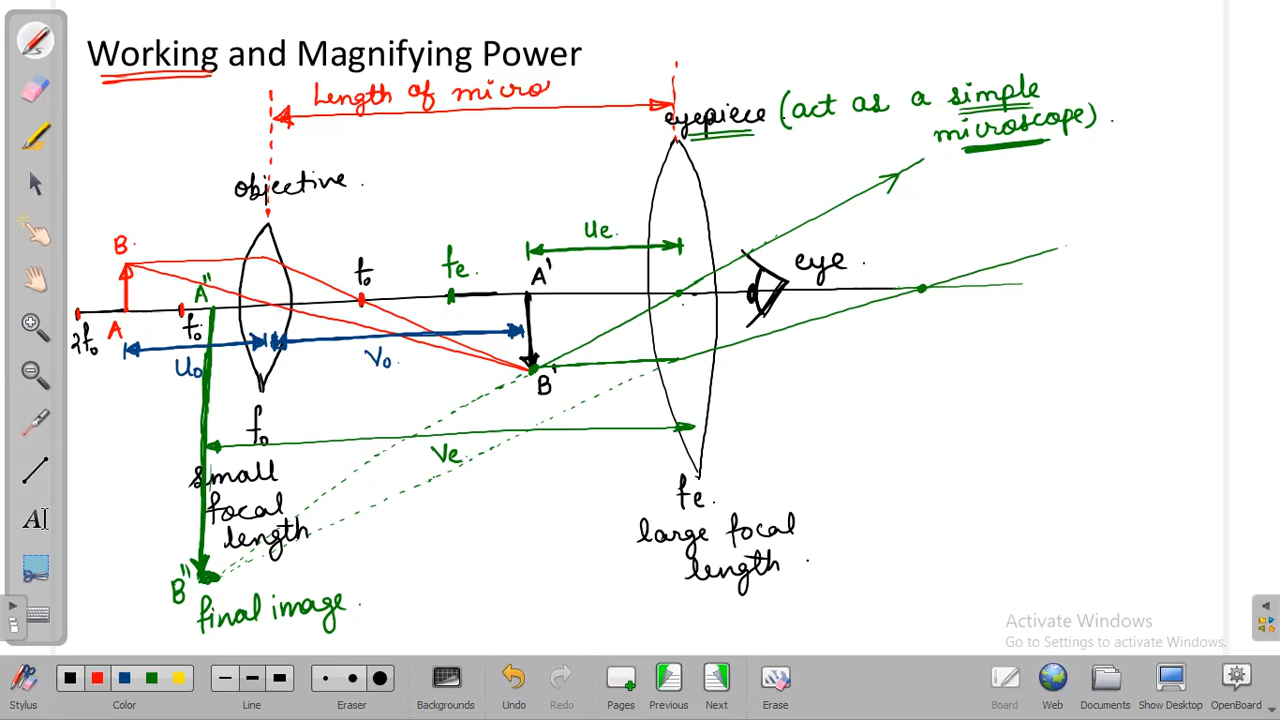 Working and Magnifying Power
Length of micro
eyepiece (act as a simple
microscope).
objective
ue
B
fo
fe
A'
eye
2fo
A
fo
A"
uo
vo
B'
fo
ve
small
focal
length
fe
large focal
length
B"
final image
Activate Windows
Go to Settings to activate Windows.
Stylus
Color
Line
Eraser
Backgrounds
Undo
Redo
Pages
Previous
Next
Erase
Board
Web
Documents
Show Desktop
OpenBoard